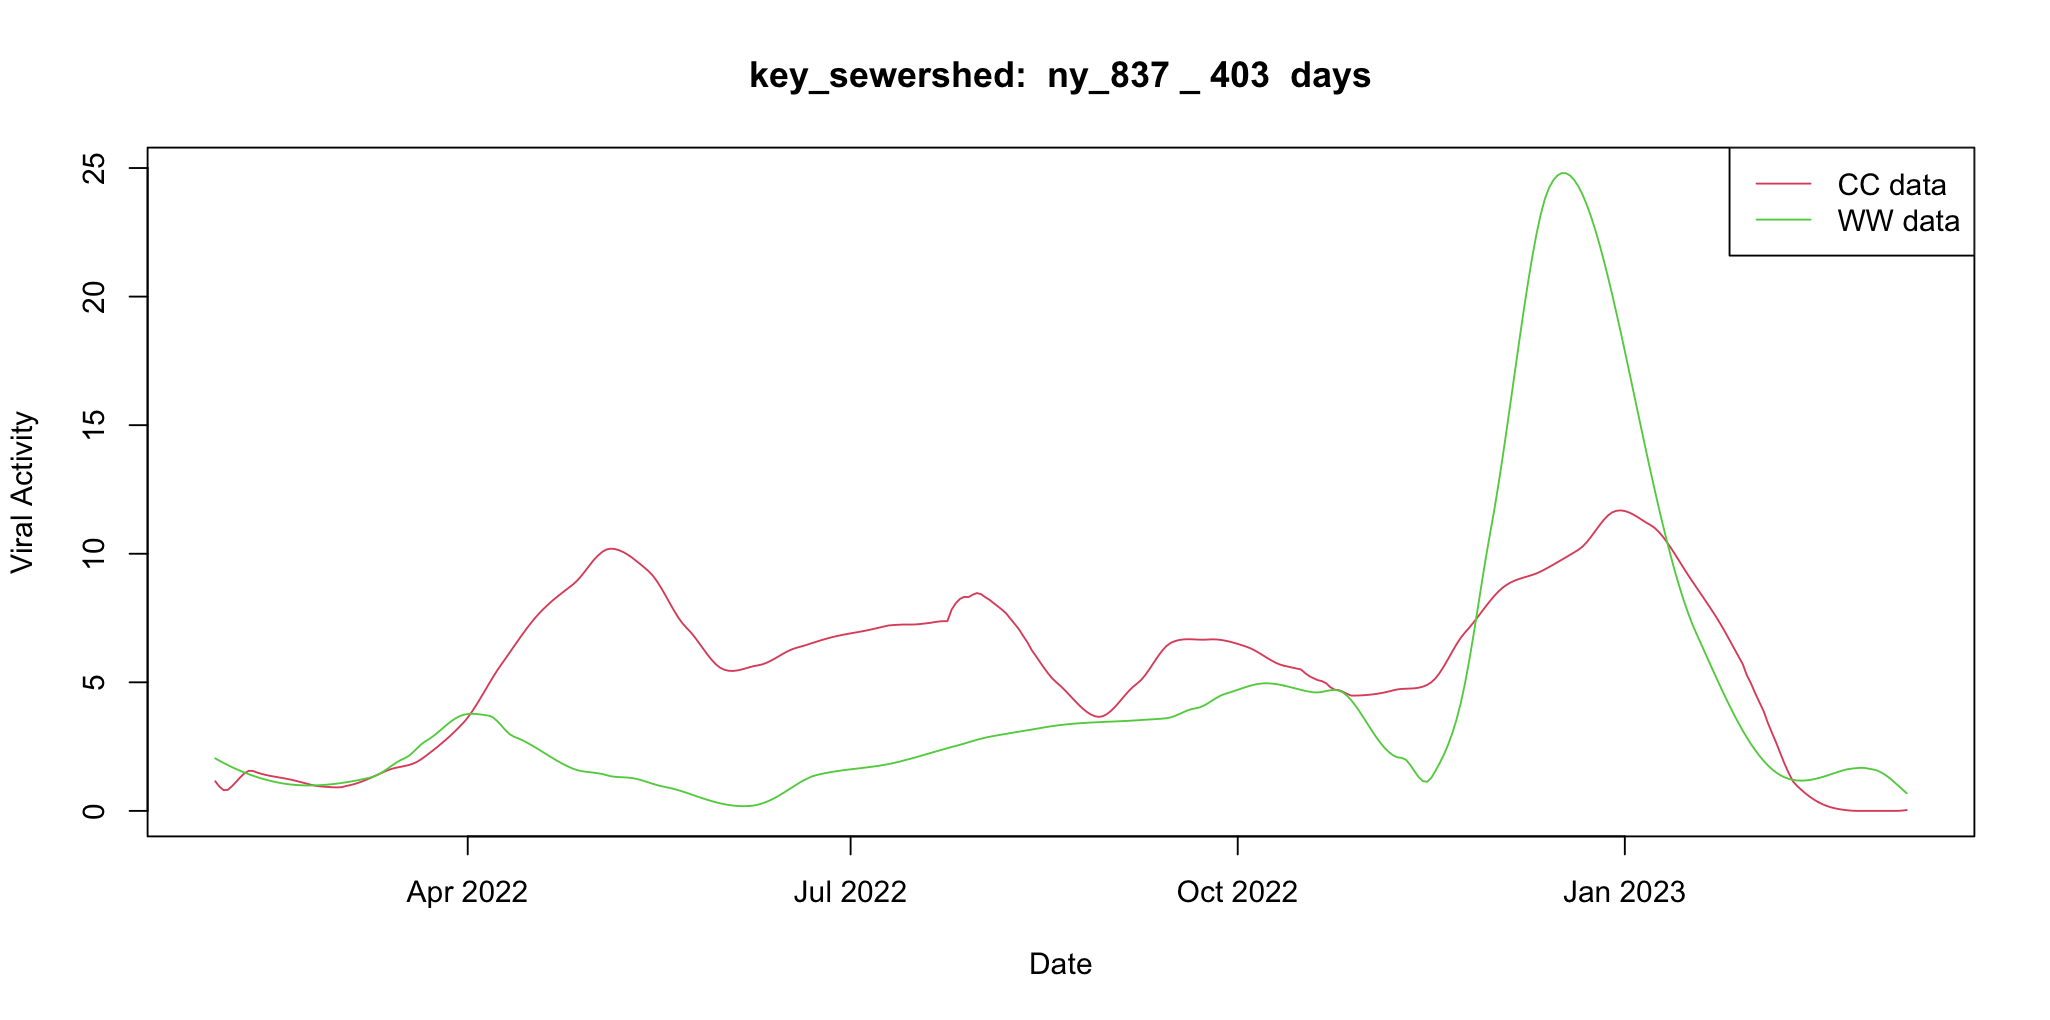 key_sewershed:  ny_837 _ 403  days
CC data
WW data
25
20
15
10
5
0
Viral Activity
Apr 2022
Jul 2022
Oct 2022
Jan 2023
Date